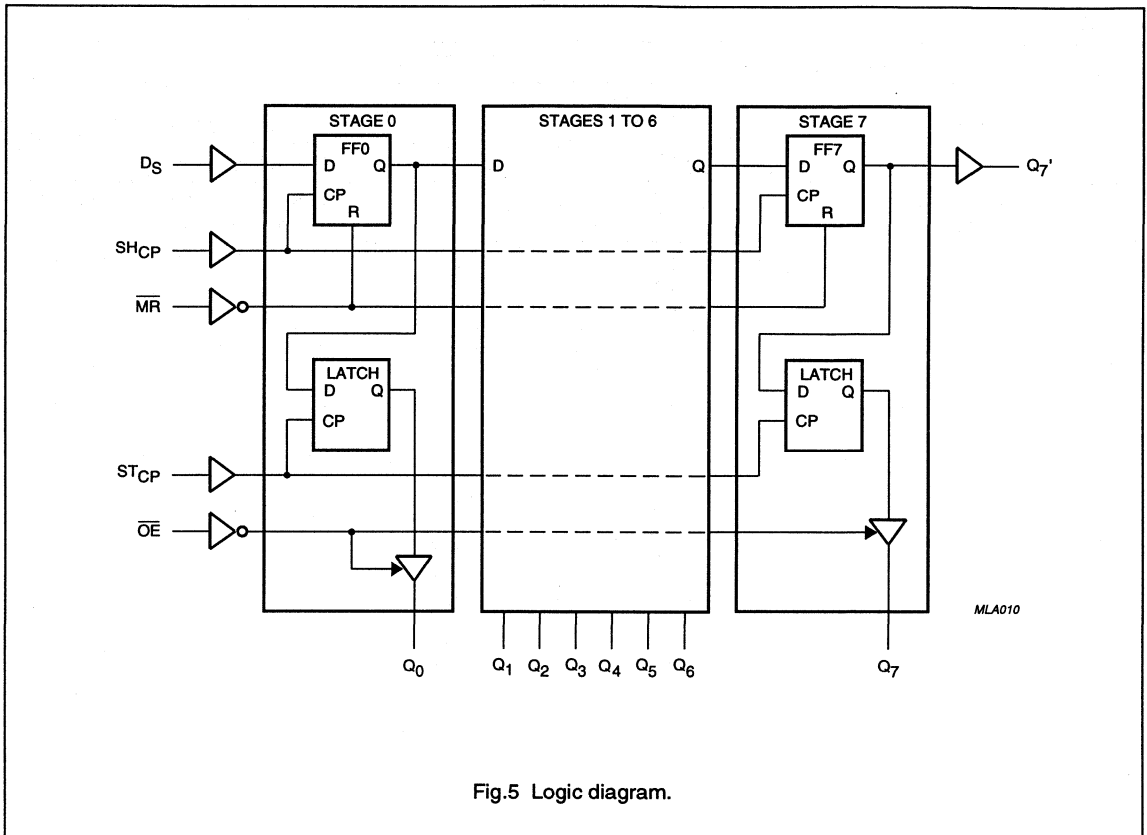 STAGE 0 STAGES 1 TO 6 STAGE 7
FF0 FF7
DS D Q D Q D Q Q7'
CP CP
R R
SHCP
MR
LATCH LATCH
D Q D Q
CP CP
STCP
OE
MLA010
Q0 Q1 Q2 Q3 Q4 Q5 Q6 Q7
Fig.5 Logic diagram.